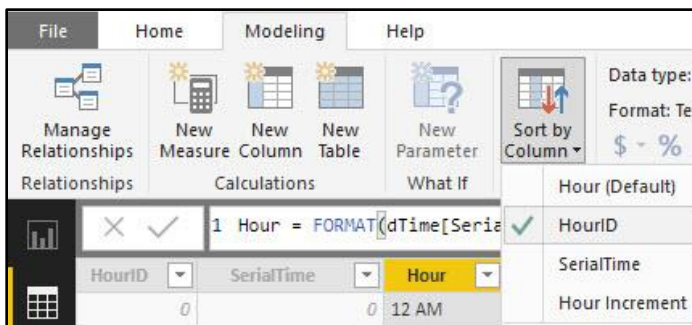 File Home Modeling Help
Manage Relationships
New Measure
New Column
New Table
New Parameter
Sort by Column
Data type:
Format: Te
$ - %
Relationships Calculations What If
Hour (Default)
HourID
SerialTime
Hour Increment
1 Hour = FORMAT(dTime[Seria
HourID SerialTime Hour
0 0 12 AM